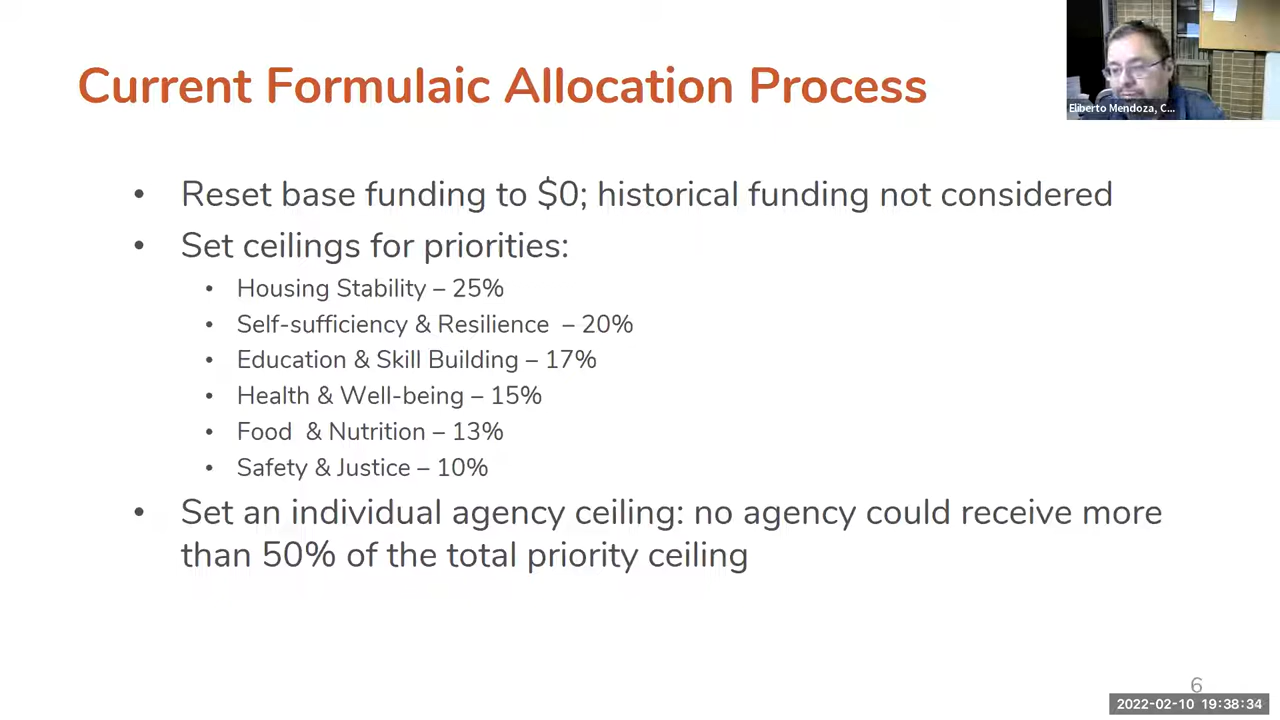 Current Formulaic Allocation Process
Eliberto Mendoza, C...
• Reset base funding to $0; historical funding not considered
• Set ceilings for priorities:
• Housing Stability – 25%
• Self-sufficiency & Resilience – 20%
• Education & Skill Building – 17%
• Health & Well-being – 15%
• Food & Nutrition – 13%
• Safety & Justice – 10%
• Set an individual agency ceiling: no agency could receive more
than 50% of the total priority ceiling
6
2022-02-10 19:38:34